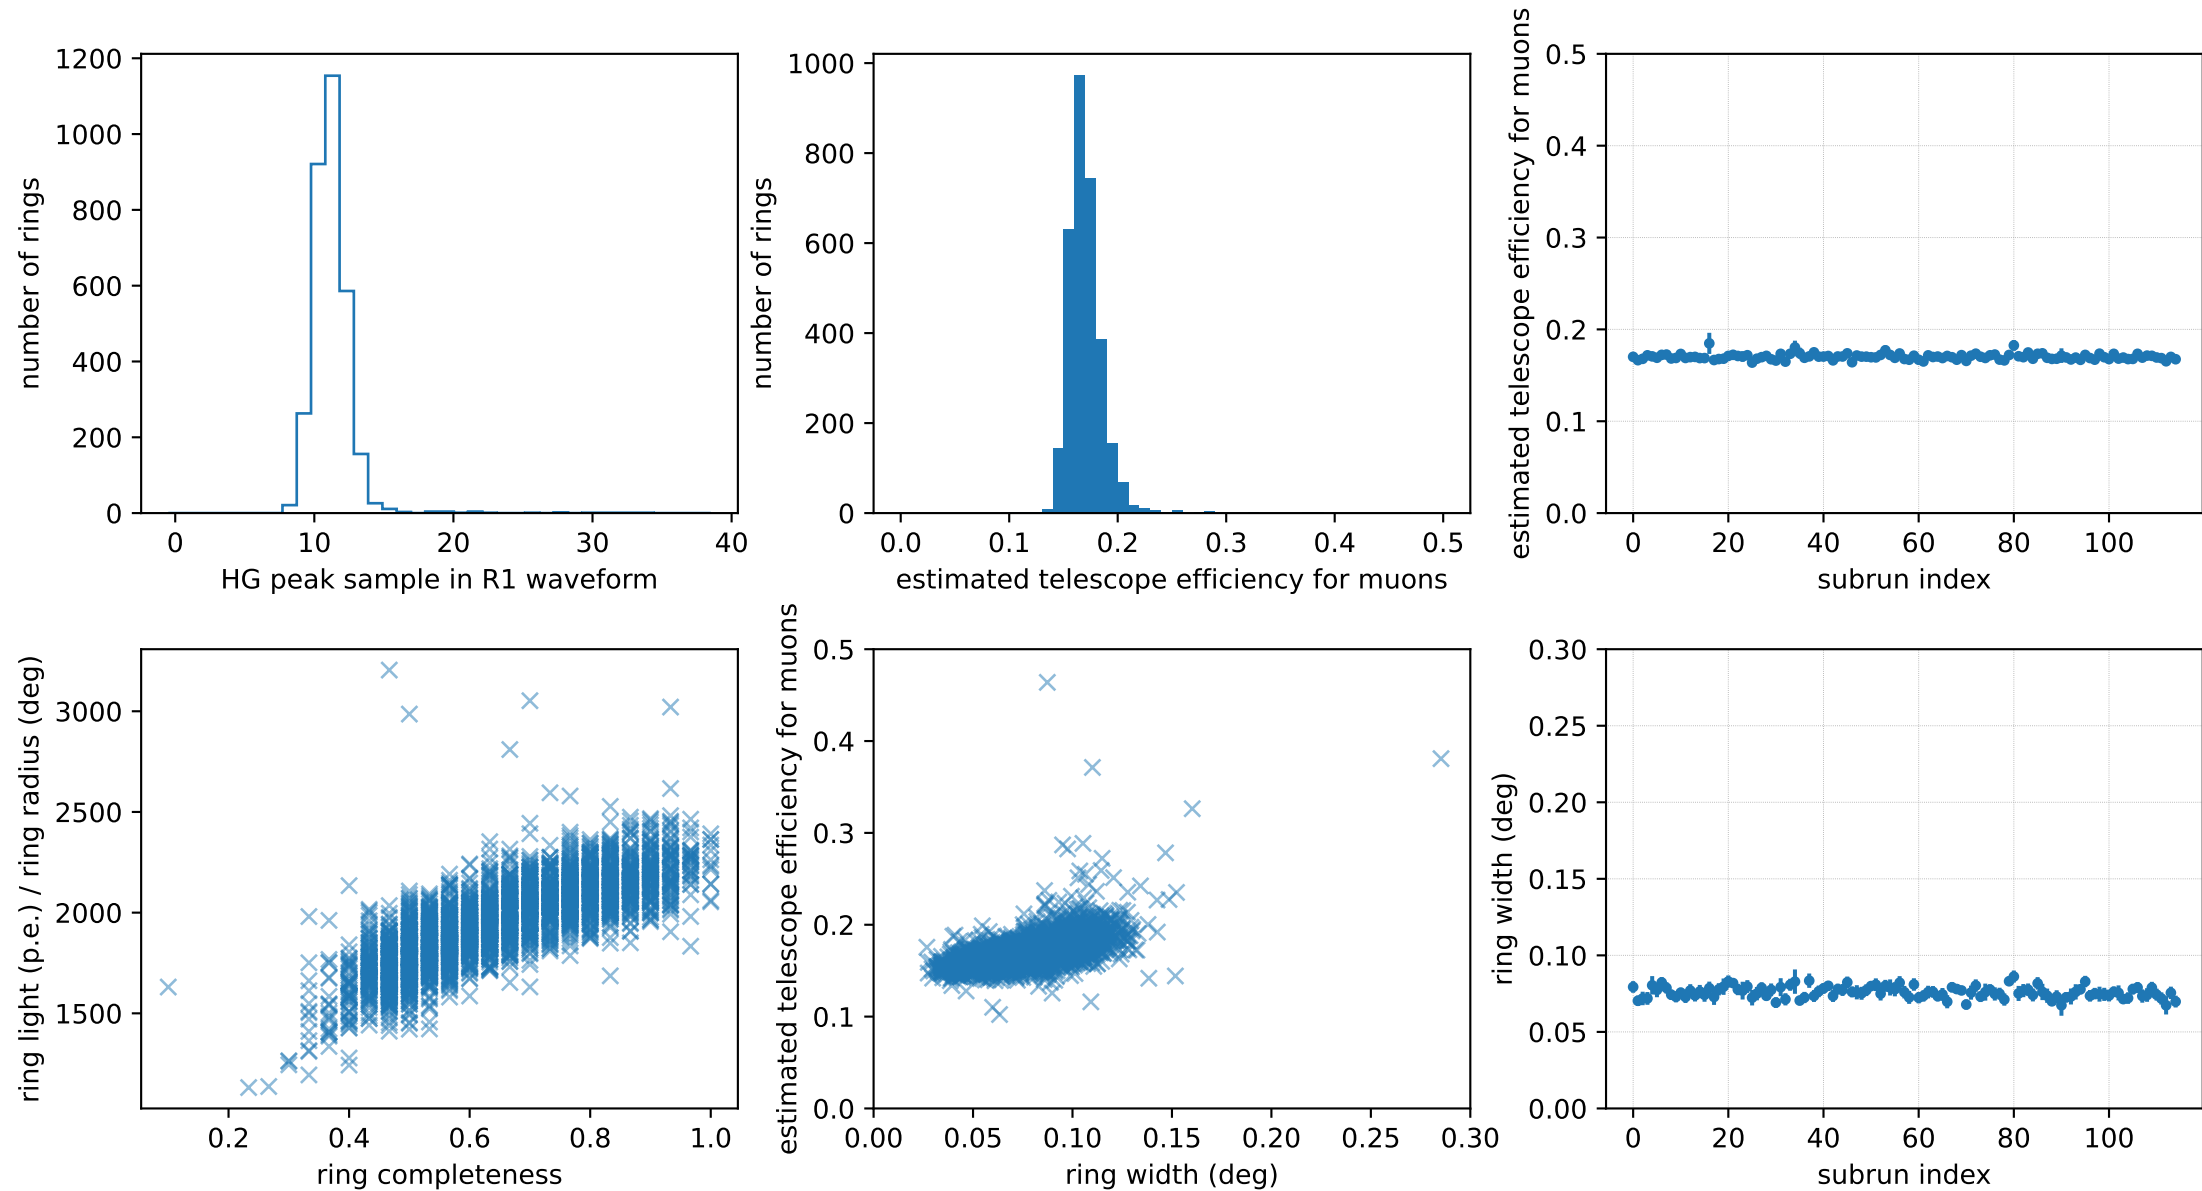 1200
1000
800
600
400
200
0
number of rings
0 10 20 30 40
HG peak sample in R1 waveform
1000
800
600
400
200
0
number of rings
0.0 0.1 0.2 0.3 0.4 0.5
estimated telescope efficiency for muons
0.5
0.4
0.3
0.2
0.1
0.0
estimated telescope efficiency for muons
0 20 40 60 80 100
subrun index
3000
2500
2000
1500
ring light (p.e.) / ring radius (deg)
0.2 0.4 0.6 0.8 1.0
ring completeness
0.5
0.4
0.3
0.2
0.1
0.0
estimated telescope efficiency for muons
0.00 0.05 0.10 0.15 0.20 0.25 0.30
ring width (deg)
0.30
0.25
0.20
0.15
0.10
0.05
0.00
ring width (deg)
0 20 40 60 80 100
subrun index